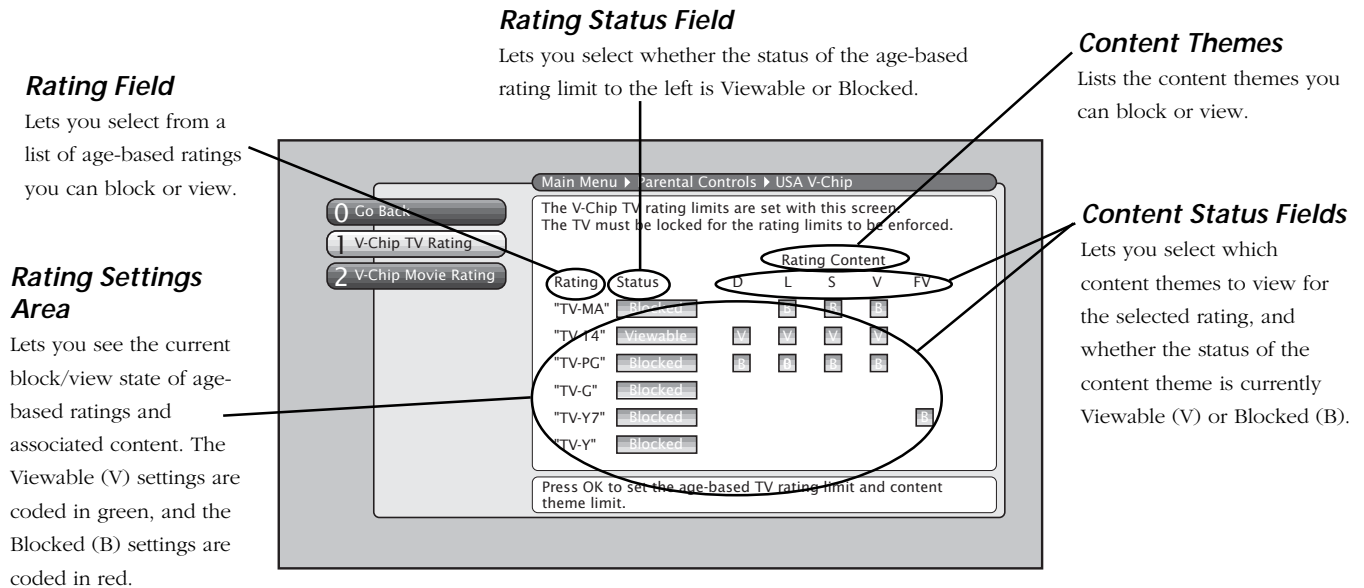 Rating Status Field
Lets you select whether the status of the age-based
rating limit to the left is Viewable or Blocked.
Content Themes
Lists the content themes you
can block or view.
Rating Field
Lets you select from a
list of age-based ratings
you can block or view.
Rating Settings
Area
Lets you see the current
block/view state of age-
based ratings and
associated content. The
Viewable (V) settings are
coded in green, and the
Blocked (B) settings are
coded in red.
Main Menu Parental Controls USA V-Chip
0 Go Back
1 V-Chip TV Rating
2 V-Chip Movie Rating
The V-Chip TV rating limits are set with this screen.
The TV must be locked for the rating limits to be enforced.
Rating Content
Rating Status D L S V FV
"TV-MA" Blocked B B B
"TV-14" Viewable V V V V
"TV-PG" Blocked B B B B
"TV-G" Blocked
"TV-Y7" Blocked B
"TV-Y" Blocked
Press OK to set the age-based TV rating limit and content
theme limit.
Content Status Fields
Lets you select which
content themes to view for
the selected rating, and
whether the status of the
content theme is currently
Viewable (V) or Blocked (B).